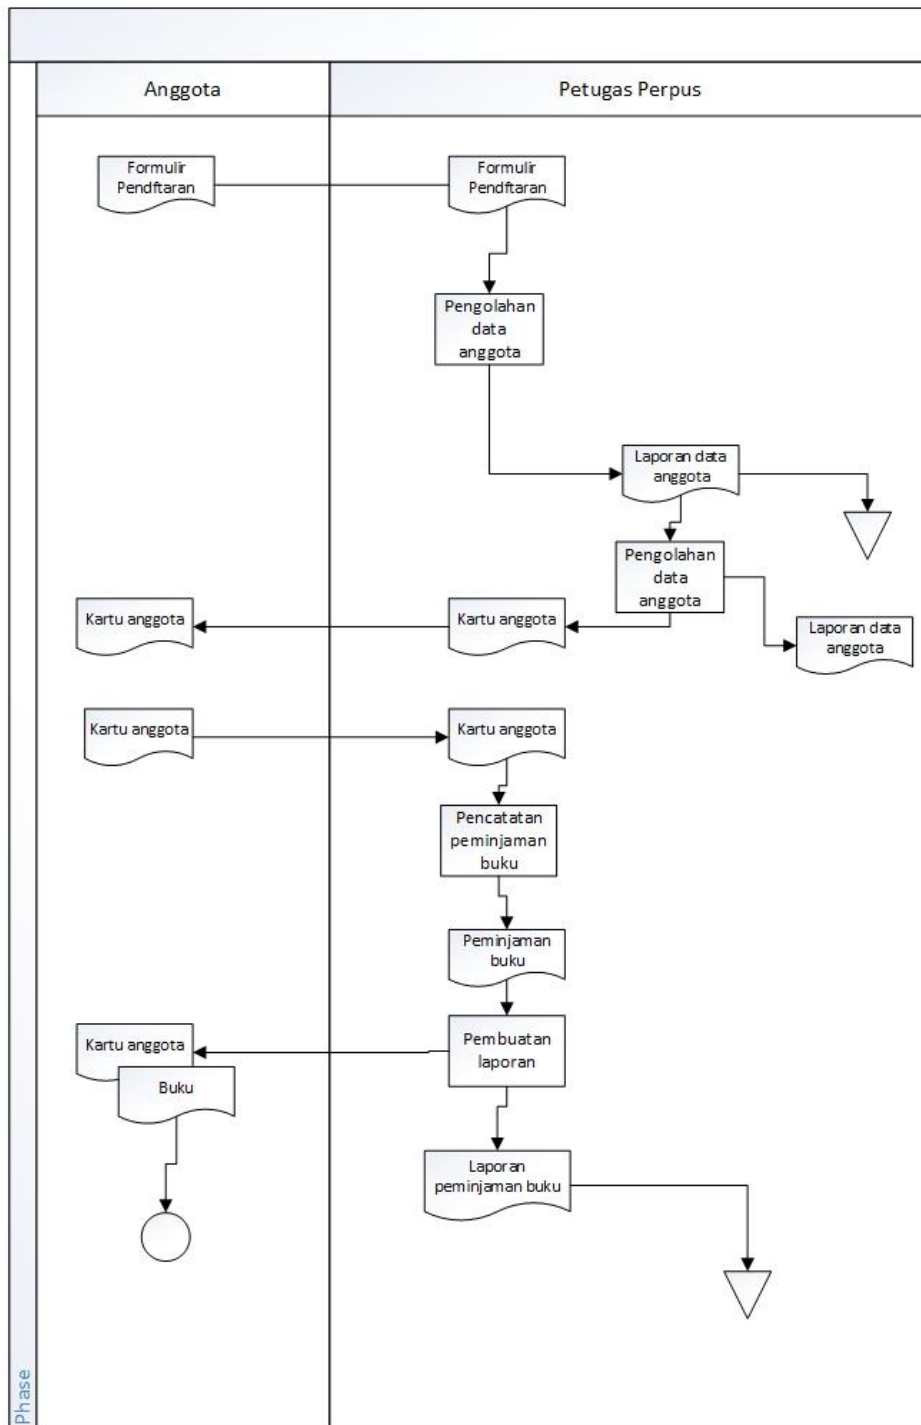 Anggota
Petugas Perpus
Formulir
Pendftaran
Formulir
Pendftaran
Pengolahan
data
anggota
Laporan data
anggota
Pengolahan
data
anggota
Kartu anggota
Kartu anggota
Laporan data
anggota
Kartu anggota
Kartu anggota
Pencatatan
peminjaman
buku
Peminjaman
buku
Kartu anggota
Buku
Pembuatan
laporan
Laporan
peminjaman buku
Phase